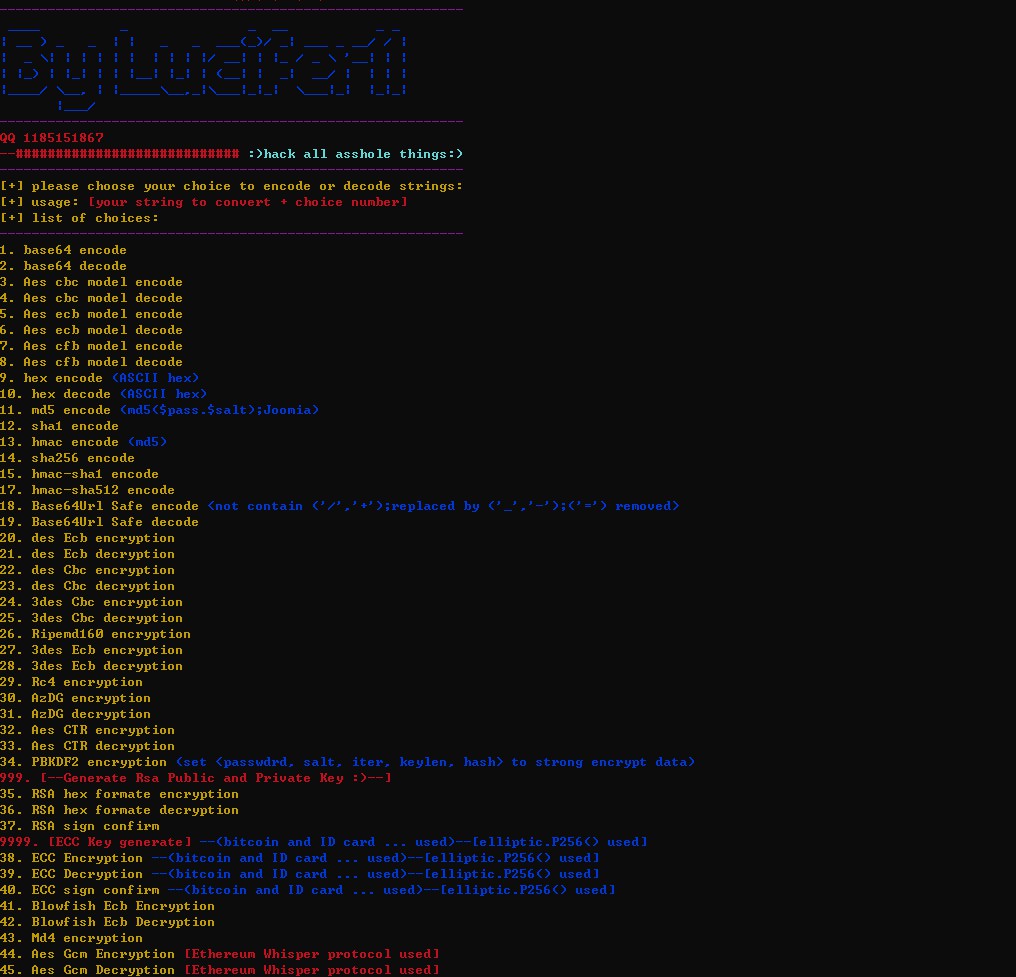 ByLucifer11
QQ 1185151867
--############################ :)hack all asshole things:)
[+] please choose your choice to encode or decode strings:
[+] usage: [your string to convert + choice number]
[+] list of choices:
1. base64 encode
2. base64 decode
3. Aes cbc model encode
4. Aes cbc model decode
5. Aes ecb model encode
6. Aes ecb model decode
7. Aes cfb model encode
8. Aes cfb model decode
9. hex encode (ASCII hex)
10. hex decode (ASCII hex)
11. md5 encode (md5($pass.$salt);Joomia)
12. sha1 encode
13. hmac encode (md5)
14. sha256 encode
15. hmac-sha1 encode
17. hmac-sha512 encode
18. Base64Url Safe encode (not contain ('/','+');replaced by ('_','-');('=') removed)
19. Base64Url Safe decode
20. des Ecb encryption
21. des Ecb decryption
22. des Cbc encryption
23. des Cbc decryption
24. 3des Cbc encryption
25. 3des Cbc decryption
26. Ripemd160 encryption
27. 3des Ecb encryption
28. 3des Ecb decryption
29. Rc4 encryption
30. AzDG encryption
31. AzDG decryption
32. Aes CTR encryption
33. Aes CTR decryption
34. PBKDF2 encryption (set (passwdrd, salt, iter, keylen, hash) to strong encrypt data)
999. [--Generate Rsa Public and Private Key :)--]
35. RSA hex formate encryption
36. RSA hex formate decryption
37. RSA sign confirm
9999. [ECC Key generate] --(bitcoin and ID card ... used)--[elliptic.P256() used]
38. ECC Encryption --(bitcoin and ID card ... used)--[elliptic.P256() used]
39. ECC Decryption --(bitcoin and ID card ... used)--[elliptic.P256() used]
40. ECC sign confirm --(bitcoin and ID card ... used)--[elliptic.P256() used]
41. Blowfish Ecb Encryption
42. Blowfish Ecb Decryption
43. Md4 encryption
44. Aes Gcm Encryption [Ethereum Whisper protocol used]
45. Aes Gcm Decryption [Ethereum Whisper protocol used]